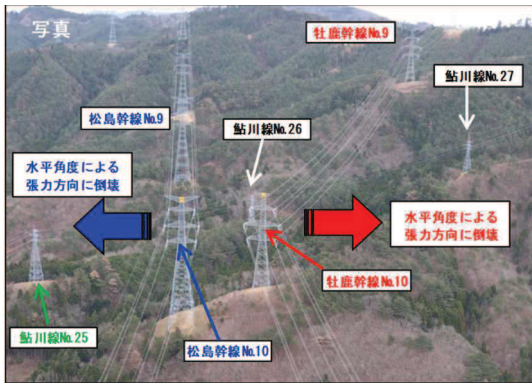 写真
牡鹿幹線No.9
鮎川線No.27
松島幹線No.9
鮎川線No.26
水平角度による
張力方向に倒壊
水平角度による
張力方向に倒壊
牡鹿幹線No.10
鮎川線No.25
松島幹線No.10